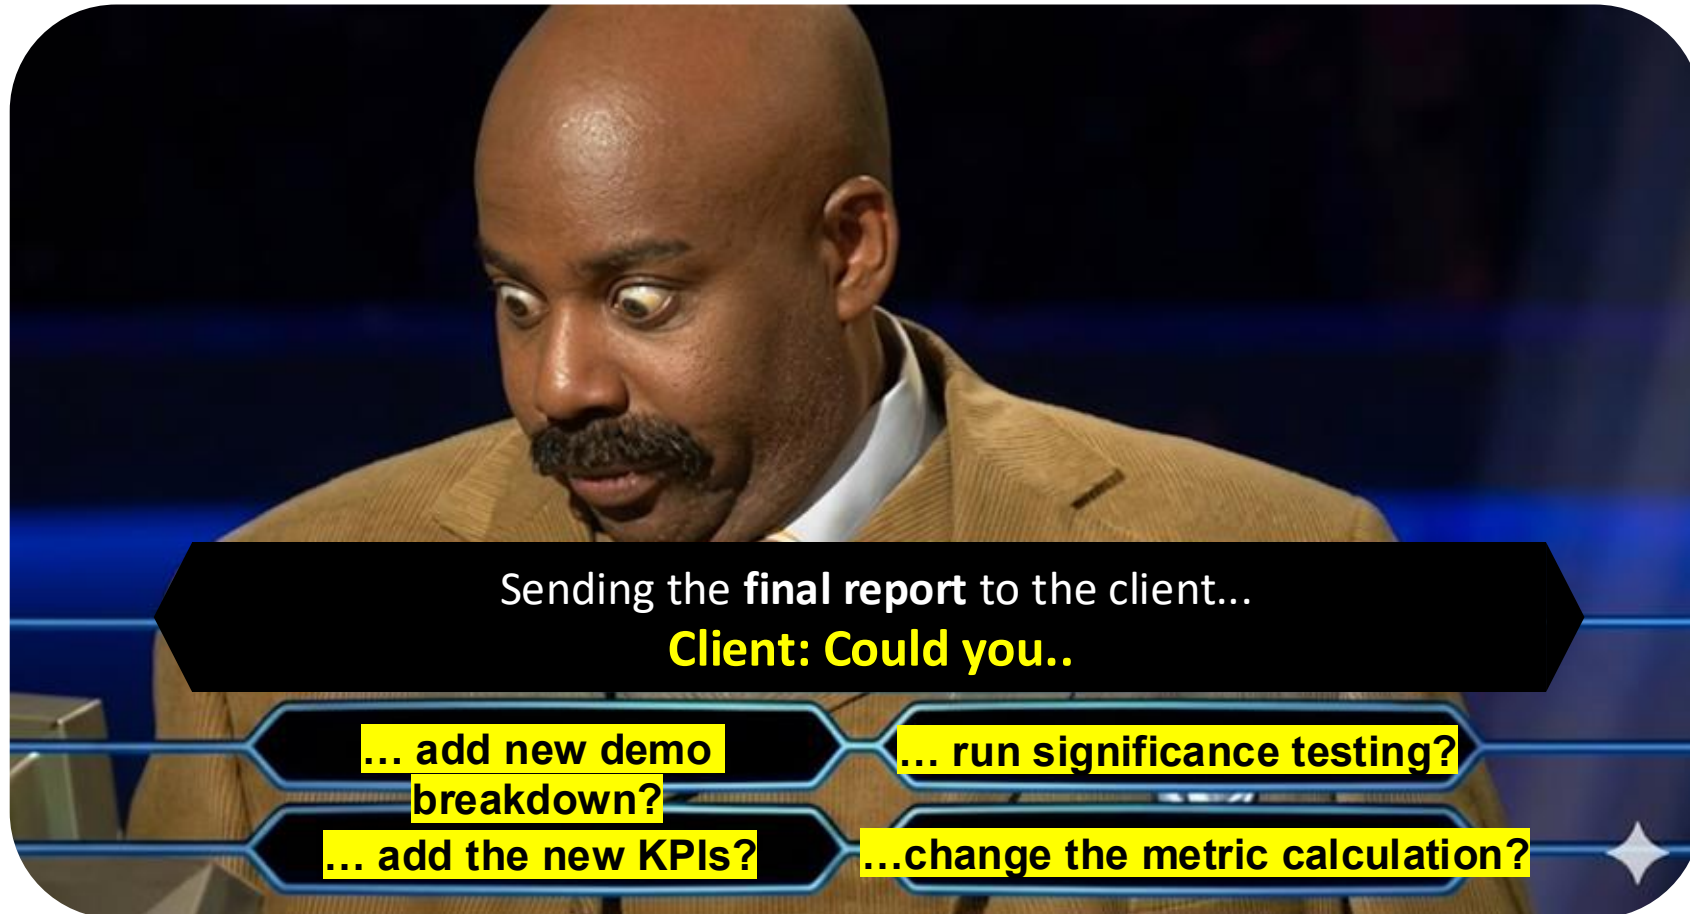 Sending the final report to the client...
Client: Could you..
... add new demo
breakdown?
... run significance testing?
... add the new KPIs?
...change the metric calculation?